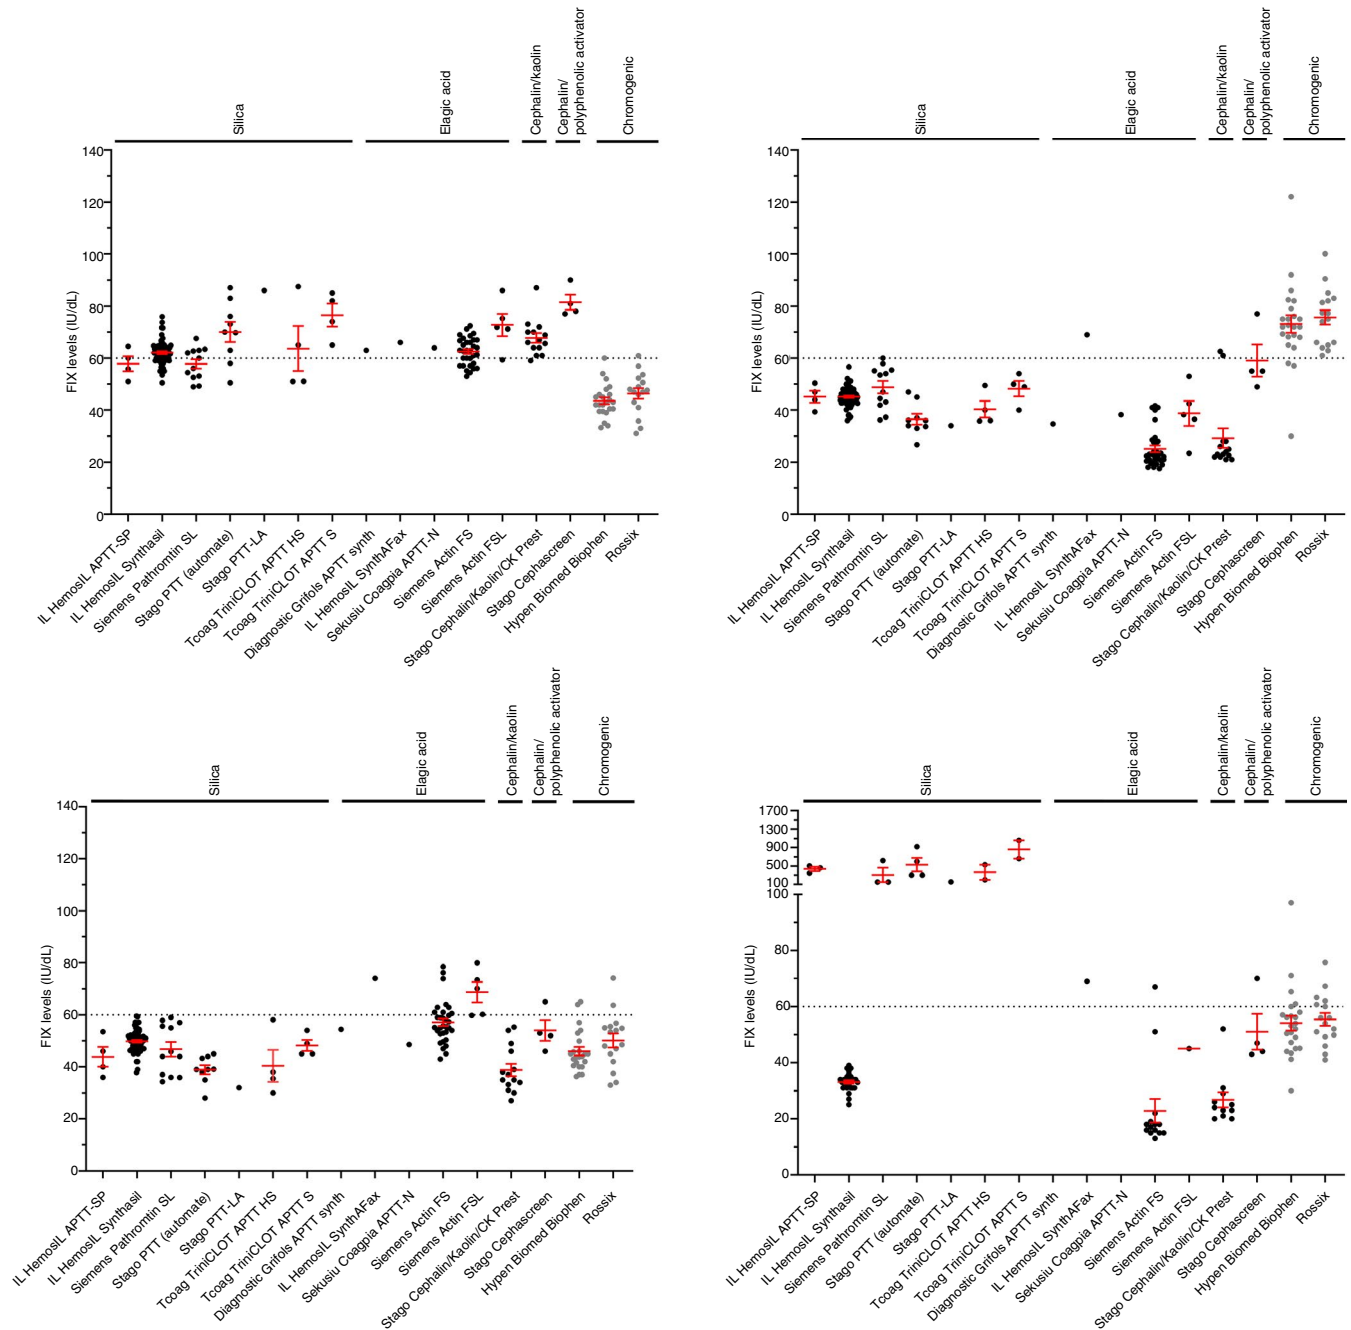 Silica
Elagic acid
Cephalin/kaolin
Cephalin/
polyphenolic activator
Chromogenic
FIX levels (IU/dL)
140
120
100
80
60
40
20
0
IL HemosIL APTT-SP
IL HemosIL Synthasil
Siemens Pathromtin SL
Stago PTT (automate)
Stago PTT-LA
Tcoag TriniCLOT APTT HS
Tcoag TriniCLOT APTT S
Diagnostic Grifols APTT synth
IL HemosIL SynthAFax
Sekusiu Coagpia APTT-N
Siemens Actin FS
Siemens Actin FSL
Stago Cephalin/Kaolin/CK Prest
Stago Cephascreen
Hypen Biomed Biophen
Rossix
Silica
Elagic acid
Cephalin/kaolin
Cephalin/
polyphenolic activator
Chromogenic
FIX levels (IU/dL)
140
120
100
80
60
40
20
0
IL HemosIL APTT-SP
IL HemosIL Synthasil
Siemens Pathromtin SL
Stago PTT (automate)
Stago PTT-LA
Tcoag TriniCLOT APTT HS
Tcoag TriniCLOT APTT S
Diagnostic Grifols APTT synth
IL HemosIL SynthAFax
Sekusiu Coagpia APTT-N
Siemens Actin FS
Siemens Actin FSL
Stago Cephalin/Kaolin/CK Prest
Stago Cephascreen
Hypen Biomed Biophen
Rossix
Silica
Elagic acid
Cephalin/kaolin
Cephalin/
polyphenolic activator
Chromogenic
FIX levels (IU/dL)
140
120
100
80
60
40
20
0
IL HemosIL APTT-SP
IL HemosIL Synthasil
Siemens Pathromtin SL
Stago PTT (automate)
Stago PTT-LA
Tcoag TriniCLOT APTT HS
Tcoag TriniCLOT APTT S
Diagnostic Grifols APTT synth
IL HemosIL SynthAFax
Sekusiu Coagpia APTT-N
Siemens Actin FS
Siemens Actin FSL
Stago Cephalin/Kaolin/CK Prest
Stago Cephascreen
Hypen Biomed Biophen
Rossix
Silica
Elagic acid
Cephalin/kaolin
Cephalin/
polyphenolic activator
Chromogenic
FIX levels (IU/dL)
1700
1300
900
500
100
100
80
60
40
20
0
IL HemosIL APTT-SP
IL HemosIL Synthasil
Siemens Pathromtin SL
Stago PTT (automate)
Stago PTT-LA
Tcoag TriniCLOT APTT HS
Tcoag TriniCLOT APTT S
Diagnostic Grifols APTT synth
IL HemosIL SynthAFax
Sekusiu Coagpia APTT-N
Siemens Actin FS
Siemens Actin FSL
Stago Cephalin/Kaolin/CK Prest
Stago Cephascreen
Hypen Biomed Biophen
Rossix